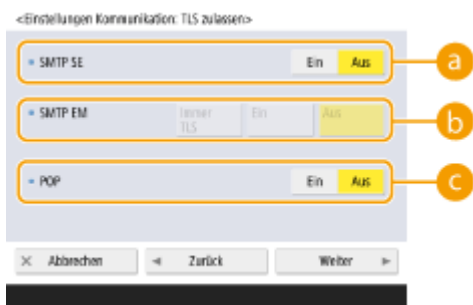 <Einstellungen Kommunikation: TLS zulassen>
SMTP SE Ein Aus a
SMTP EM Immer TLS Ein Aus b
POP Ein Aus c
× Abbrechen ◄ Zurück Weiter ►